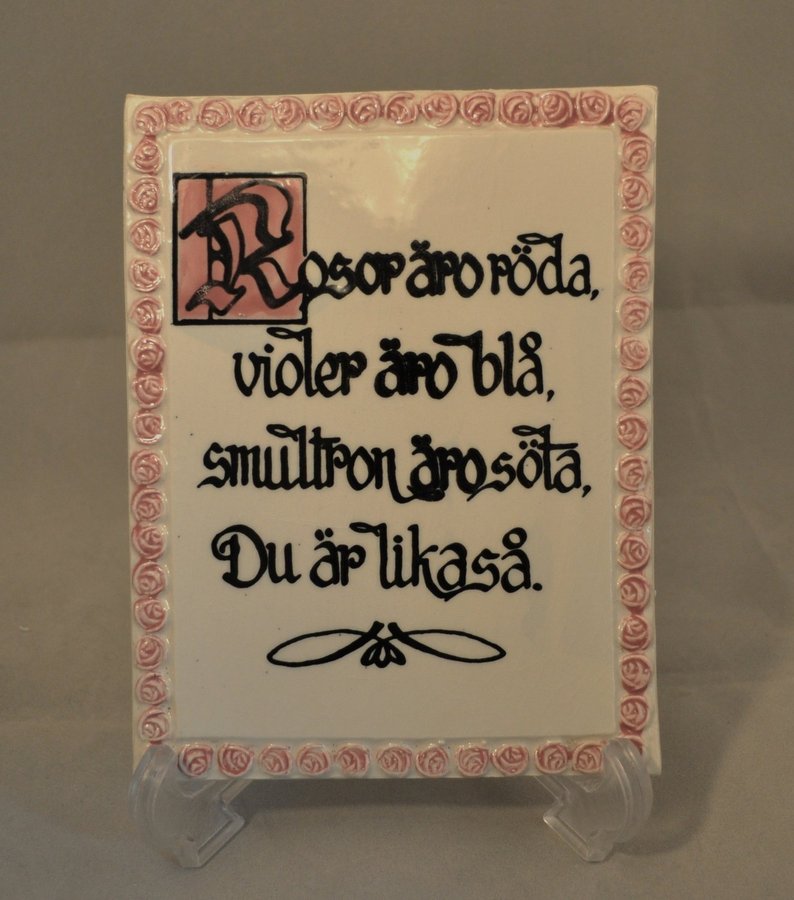 Rosor äro röda,
violer äro blå,
smultron äro söta,
Du är likaså.